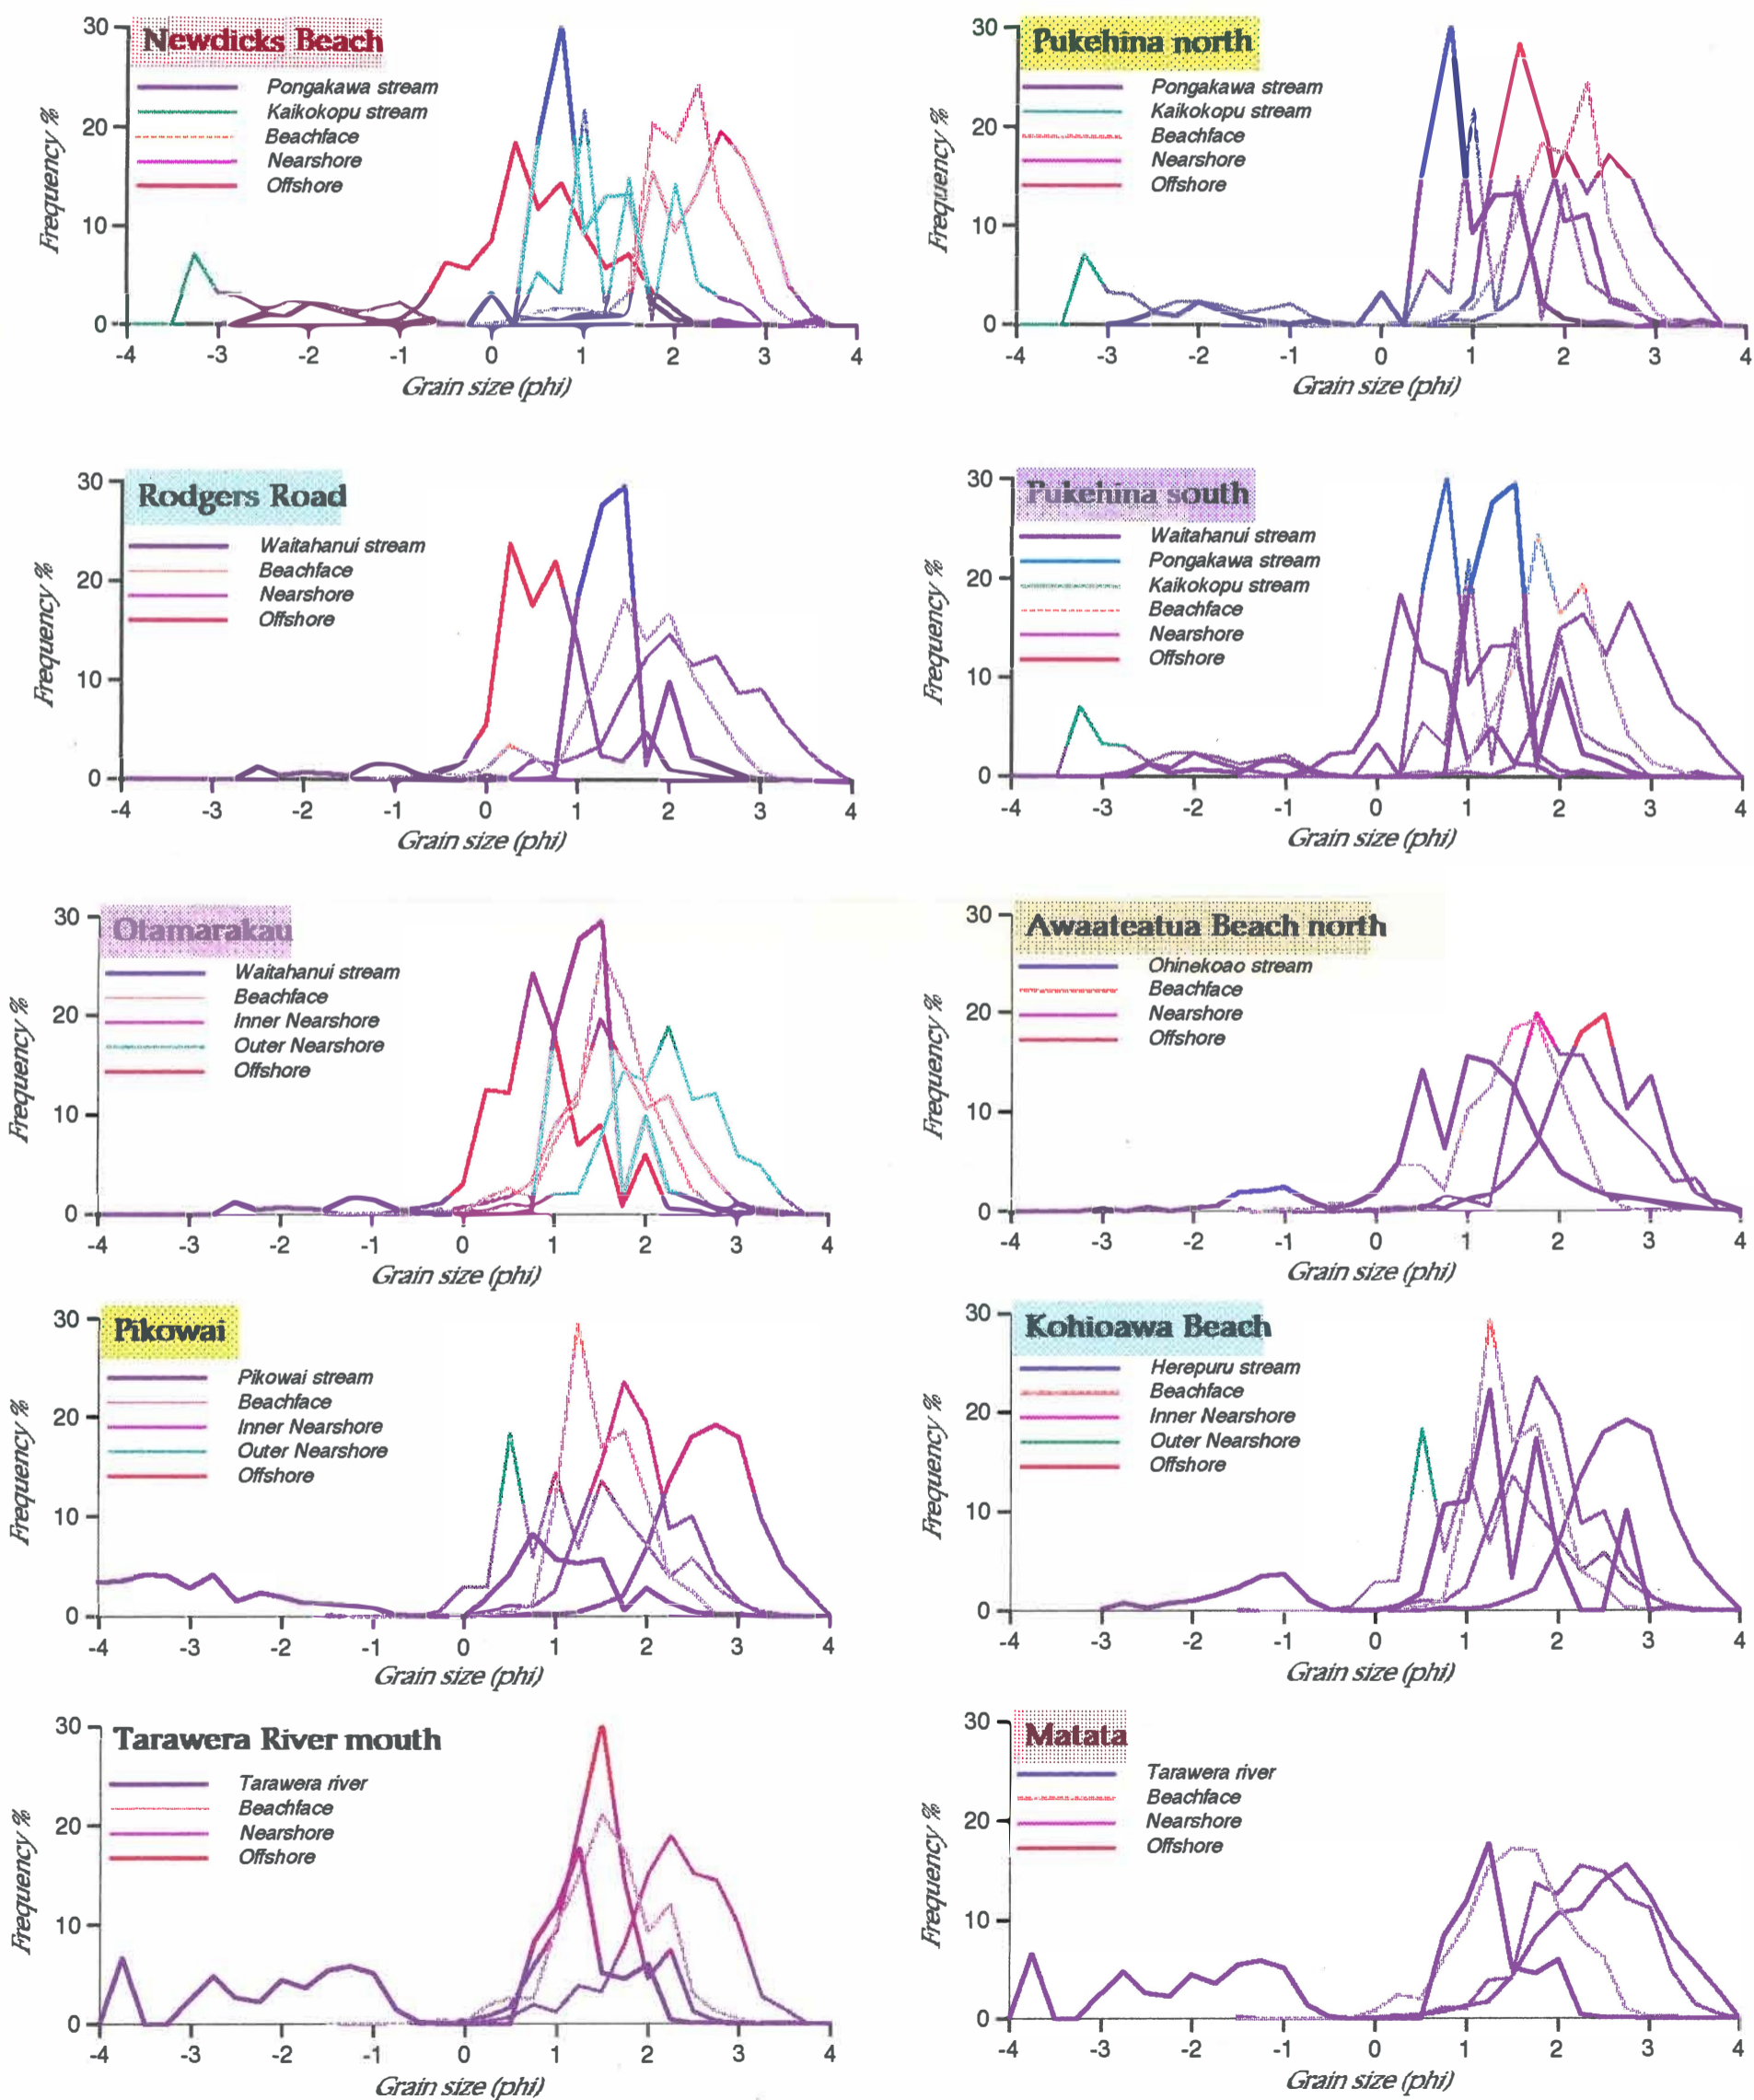 Newdicks Beach
30
20
10
0
Frequency %
Pongakawa stream
Kaikokopu stream
Beachface
Nearshore
Offshore
-4 -3 -2 -1 0 1 2 3 4
Grain size (phi)
Pukehina north
30
20
10
0
Frequency %
Pongakawa stream
Kaikokopu stream
Beachface
Nearshore
Offshore
-4 -3 -2 -1 0 1 2 3 4
Grain size (phi)
Rodgers Road
30
20
10
0
Frequency %
Waitahanui stream
Beachface
Nearshore
Offshore
-4 -3 -2 -1 0 1 2 3 4
Grain size (phi)
Pukehina south
30
20
10
0
Frequency %
Waitahanui stream
Pongakawa stream
Kaikokopu stream
Beachface
Nearshore
Offshore
-4 -3 -2 -1 0 1 2 3 4
Grain size (phi)
Otamarakau
30
20
10
0
Frequency %
Waitahanui stream
Beachface
Inner Nearshore
Outer Nearshore
Offshore
-4 -3 -2 -1 0 1 2 3 4
Grain size (phi)
Awaateatua Beach north
30
20
10
0
Frequency %
Ohinekoao stream
Beachface
Nearshore
Offshore
-4 -3 -2 -1 0 1 2 3 4
Grain size (phi)
Pikowai
30
20
10
0
Frequency %
Pikowai stream
Beachface
Inner Nearshore
Outer Nearshore
Offshore
-4 -3 -2 -1 0 1 2 3 4
Grain size (phi)
Kohioawa Beach
30
20
10
0
Frequency %
Herepuru stream
Beachface
Inner Nearshore
Outer Nearshore
Offshore
-4 -3 -2 -1 0 1 2 3 4
Grain size (phi)
Tarawera River mouth
30
20
10
0
Frequency %
Tarawera river
Beachface
Nearshore
Offshore
-4 -3 -2 -1 0 1 2 3 4
Grain size (phi)
Matata
30
20
10
0
Frequency %
Tarawera river
Beachface
Nearshore
Offshore
-4 -3 -2 -1 0 1 2 3 4
Grain size (phi)